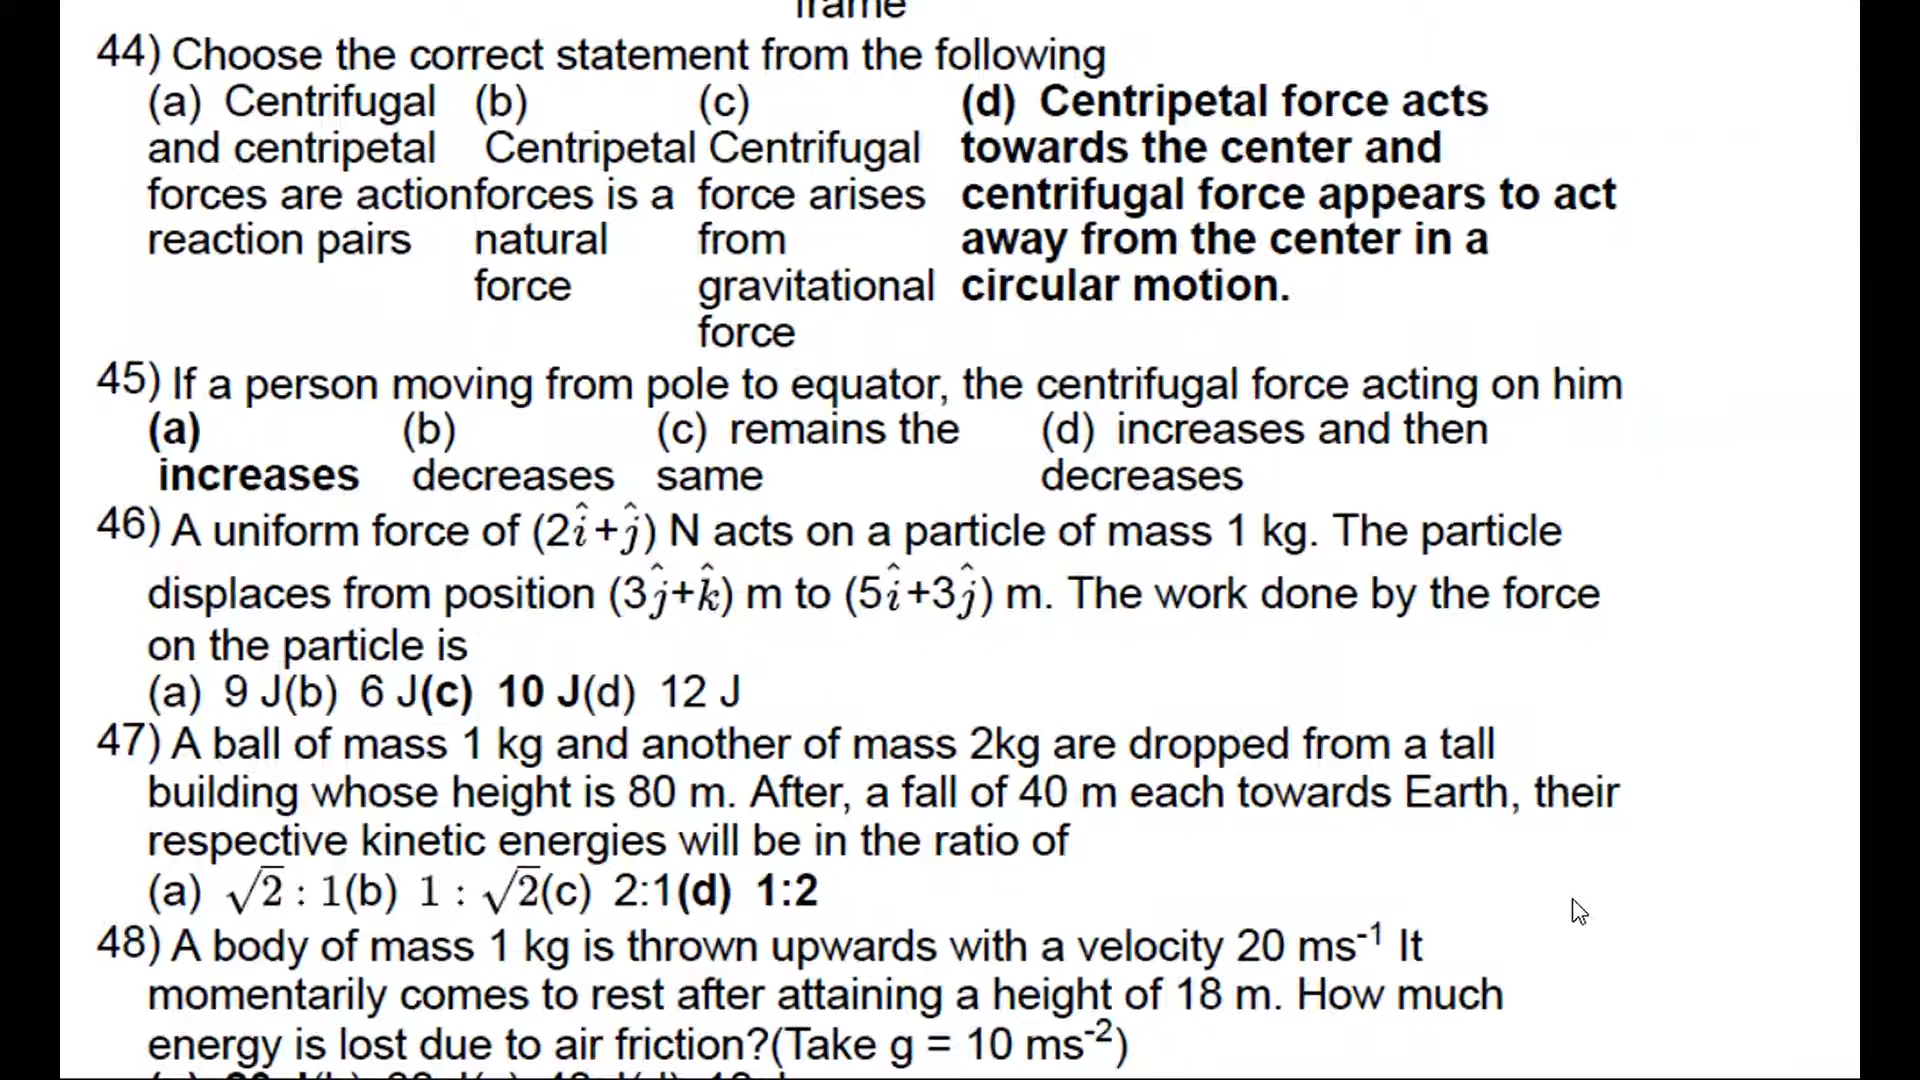 frame
44) Choose the correct statement from the following
(a) Centrifugal (b) (c) (d) Centripetal force acts
and centripetal Centripetal Centrifugal towards the center and
forces are action forces is a force arises centrifugal force appears to act
reaction pairs natural from away from the center in a
force gravitational circular motion.
force
45) If a person moving from pole to equator, the centrifugal force acting on him
(a) (b) (c) remains the (d) increases and then
increases decreases same decreases
46) A uniform force of (2î+ĵ) N acts on a particle of mass 1 kg. The particle
displaces from position (3ĵ+k̂) m to (5î+3ĵ) m. The work done by the force
on the particle is
(a) 9 J(b) 6 J(c) 10 J(d) 12 J
47) A ball of mass 1 kg and another of mass 2kg are dropped from a tall
building whose height is 80 m. After, a fall of 40 m each towards Earth, their
respective kinetic energies will be in the ratio of
(a) √2 : 1(b) 1 : √2(c) 2:1(d) 1:2
48) A body of mass 1 kg is thrown upwards with a velocity 20 ms⁻¹ It
momentarily comes to rest after attaining a height of 18 m. How much
energy is lost due to air friction?(Take g = 10 ms⁻²)